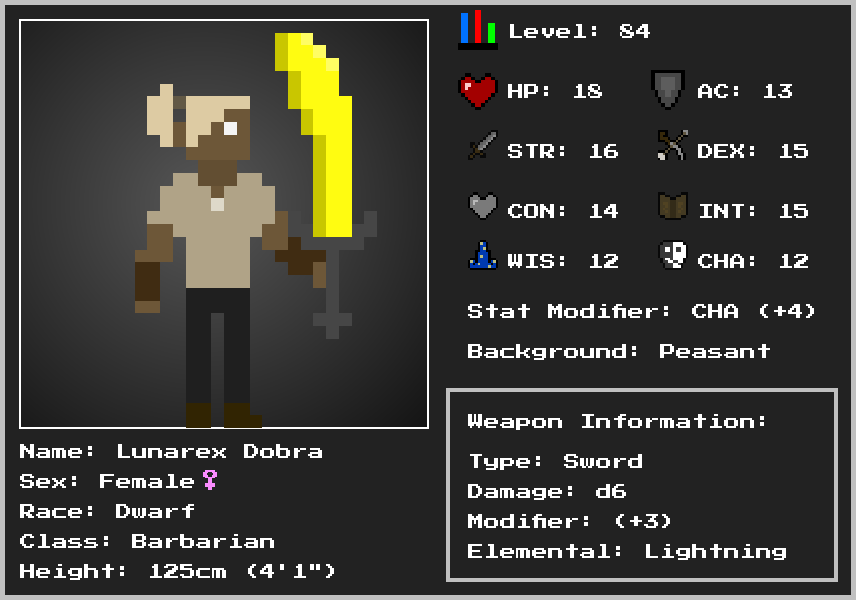 Level: 84
HP: 18
AC: 13
STR: 16
DEX: 15
CON: 14
INT: 15
WIS: 12
CHA: 12
Stat Modifier: CHA (+4)
Background: Peasant
Weapon Information:
Type: Sword
Damage: d6
Modifier: (+3)
Elemental: Lightning
Name: Lunarex Dobra
Sex: Female♀
Race: Dwarf
Class: Barbarian
Height: 125cm (4'1")